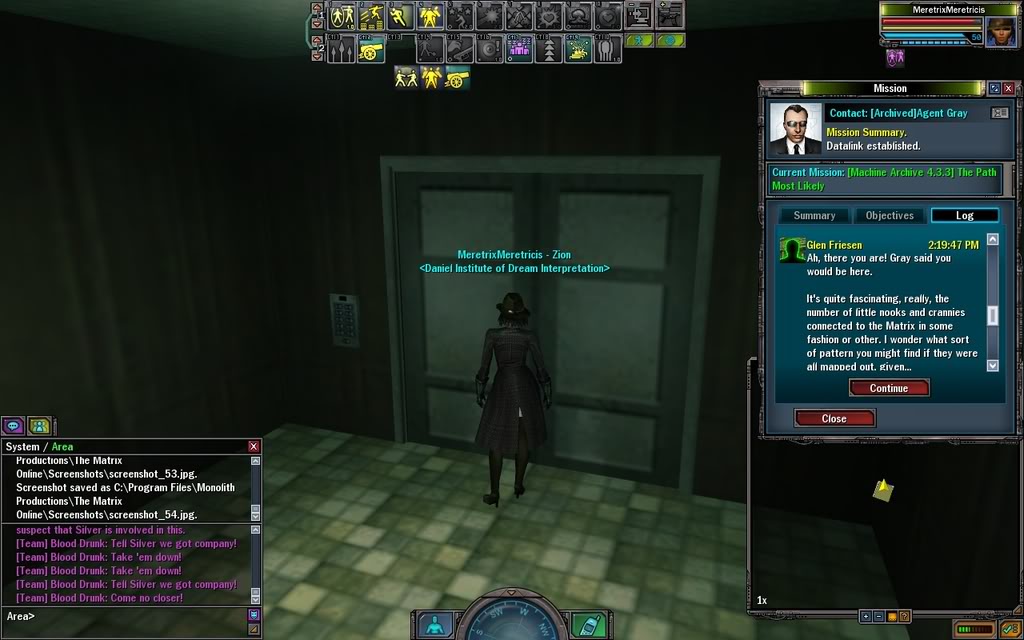 MeretrixMeretricis
50
Mission
Contact: [Archived]Agent Gray
Mission Summary.
Datalink established.
Current Mission: [Machine Archive 4.3.3] The Path
Most Likely
Summary Objectives Log
Glen Friesen 2:19:47 PM
Ah, there you are! Gray said you
would be here.
It's quite fascinating, really, the
number of little nooks and crannies
connected to the Matrix in some
fashion or other. I wonder what sort
of pattern you might find if they were
all mapped out, given...
Continue
Close
MeretrixMeretricis - Zion
<Daniel Institute of Dream Interpretation>
System / Area
Productions\The Matrix
Online\Screenshots\screenshot_53.jpg.
Screenshot saved as C:\Program Files\Monolith
Productions\The Matrix
Online\Screenshots\screenshot_54.jpg.
suspect that Silver is involved in this.
[Team] Blood Drunk: Tell Silver we got company!
[Team] Blood Drunk: Take 'em down!
[Team] Blood Drunk: Take 'em down!
[Team] Blood Drunk: Tell Silver we got company!
[Team] Blood Drunk: Come no closer!
Area>
S SW W NW
1x